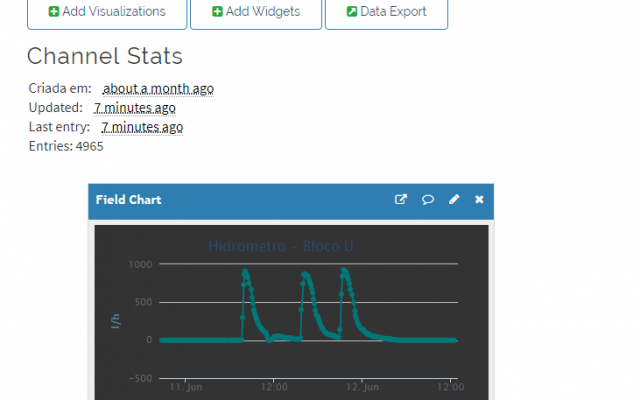 Add Visualizations Add Widgets Data Export
Channel Stats
Criada em: about a month ago
Updated: 7 minutes ago
Last entry: 7 minutes ago
Entries: 4965
Field Chart
Hidrometro - Bloco U
1000
500
0
-500
l/h
11. Jun 12:00 12. Jun 12:00